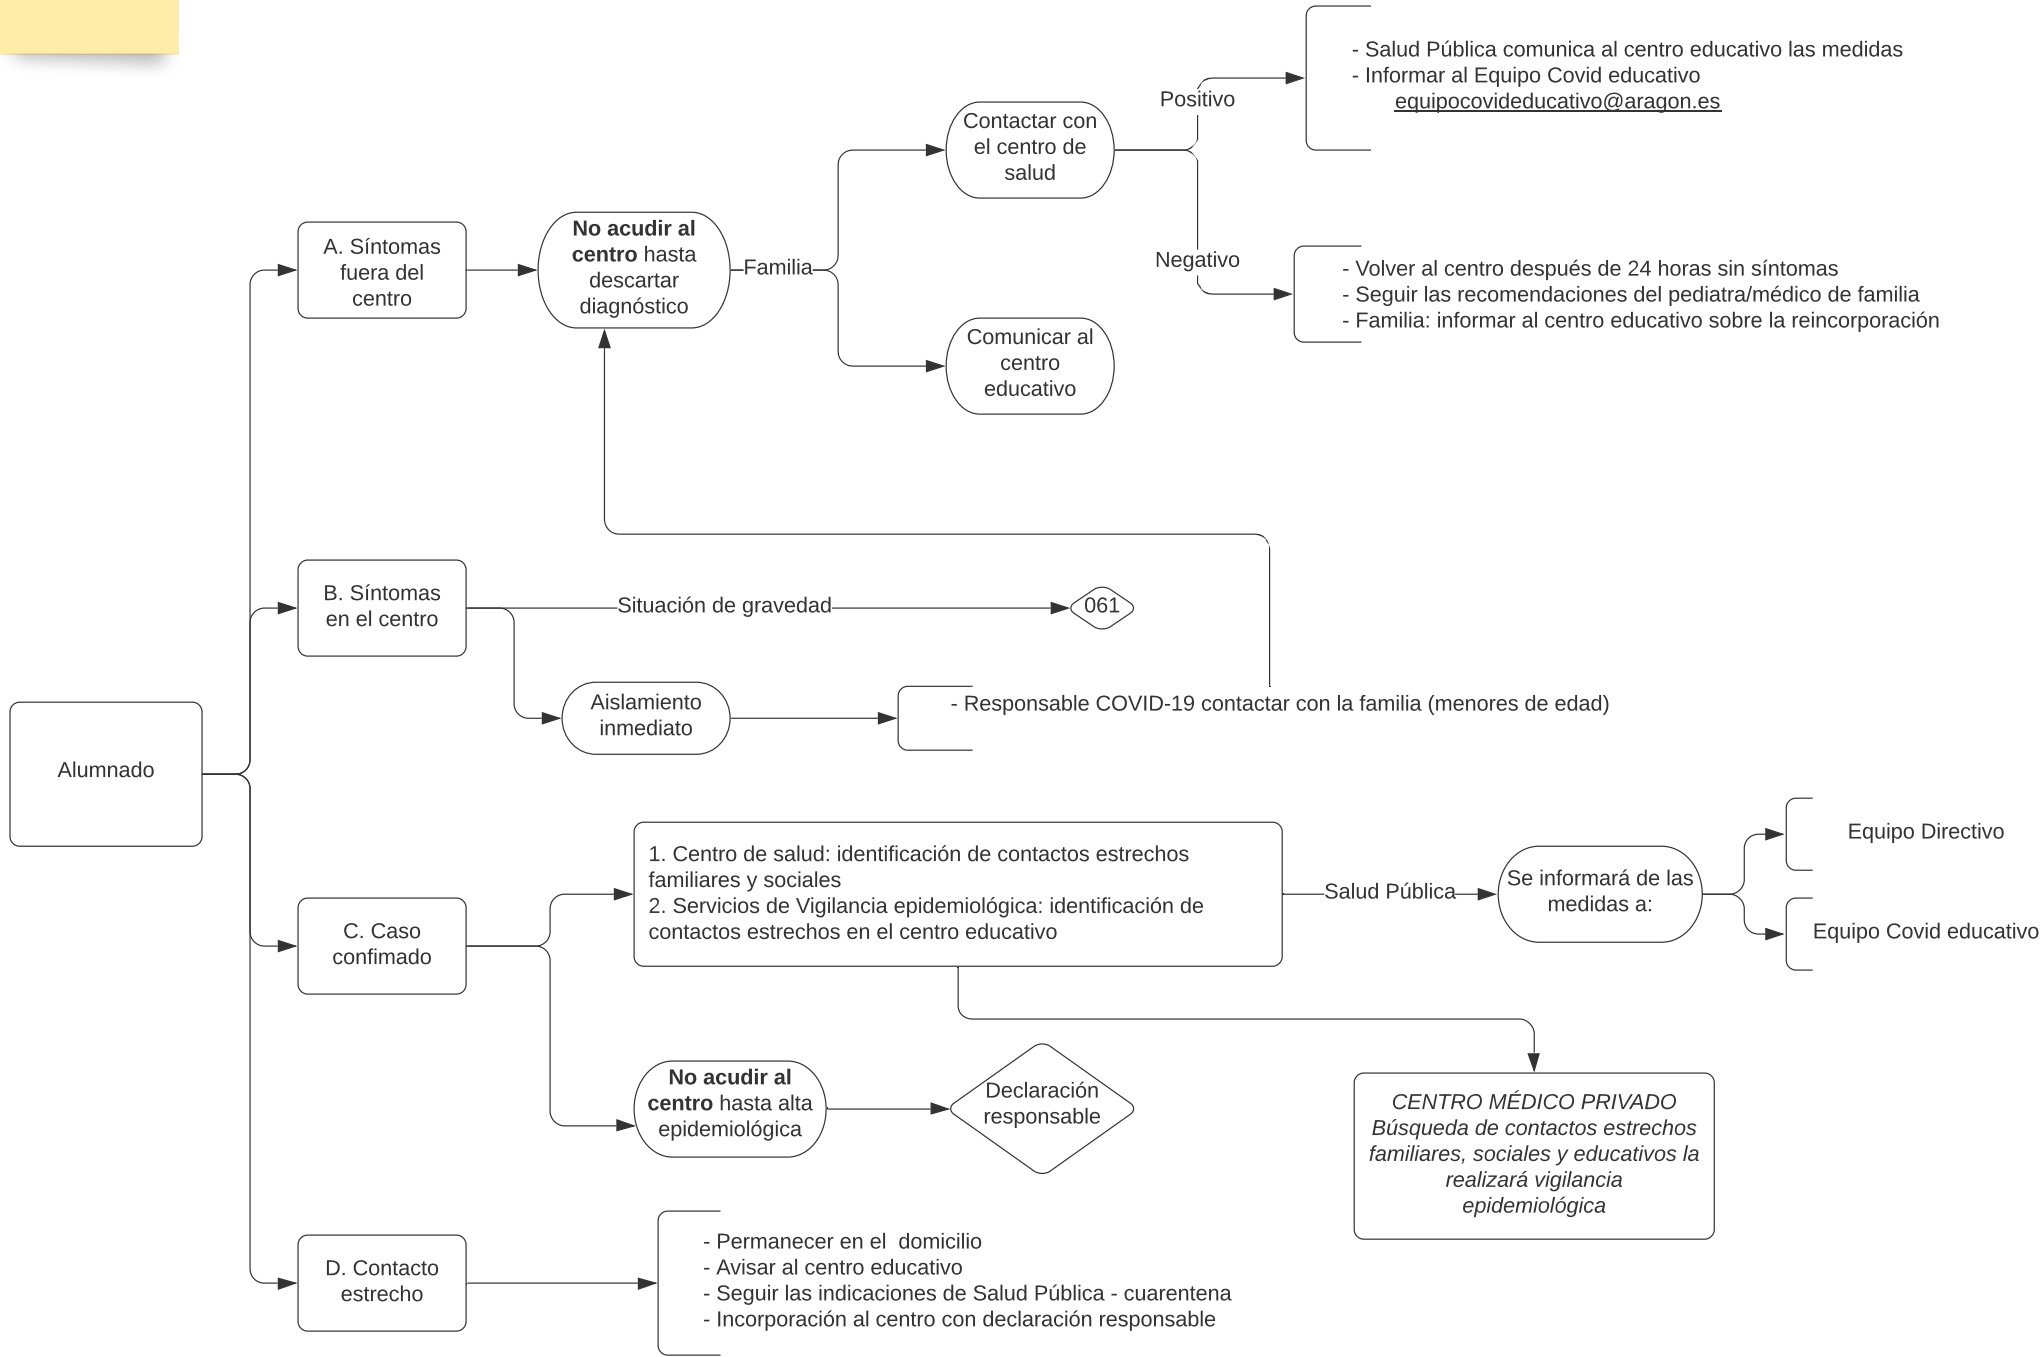 - Salud Pública comunica al centro educativo las medidas
- Informar al Equipo Covid educativo
equipocovideducativo@aragon.es
Positivo
Contactar con
el centro de
salud
Negativo
- Volver al centro después de 24 horas sin síntomas
- Seguir las recomendaciones del pediatra/médico de familia
- Familia: informar al centro educativo sobre la reincorporación
A. Síntomas
fuera del
centro
No acudir al
centro hasta
descartar
diagnóstico
Familia
Comunicar al
centro
educativo
B. Síntomas
en el centro
Situación de gravedad
061
Aislamiento
inmediato
- Responsable COVID-19 contactar con la familia (menores de edad)
Alumnado
C. Caso
confimado
1. Centro de salud: identificación de contactos estrechos
familiares y sociales
2. Servicios de Vigilancia epidemiológica: identificación de
contactos estrechos en el centro educativo
Salud Pública
Se informará de las
medidas a:
Equipo Directivo
Equipo Covid educativo
No acudir al
centro hasta alta
epidemiológica
Declaración
responsable
CENTRO MÉDICO PRIVADO
Búsqueda de contactos estrechos
familiares, sociales y educativos la
realizará vigilancia
epidemiológica
D. Contacto
estrecho
- Permanecer en el  domicilio
- Avisar al centro educativo
- Seguir las indicaciones de Salud Pública - cuarentena
- Incorporación al centro con declaración responsable